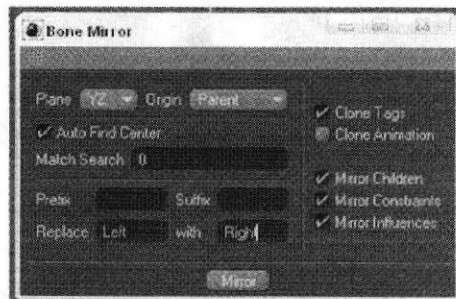 Bone Mirror
Plane YZ Origin Parent
Auto Find Center
Match Search 0
Prefix Suffix
Replace Left with Right
Clone Tags
Clone Animation
Mirror Children
Mirror Constraints
Mirror Influences
Mirror